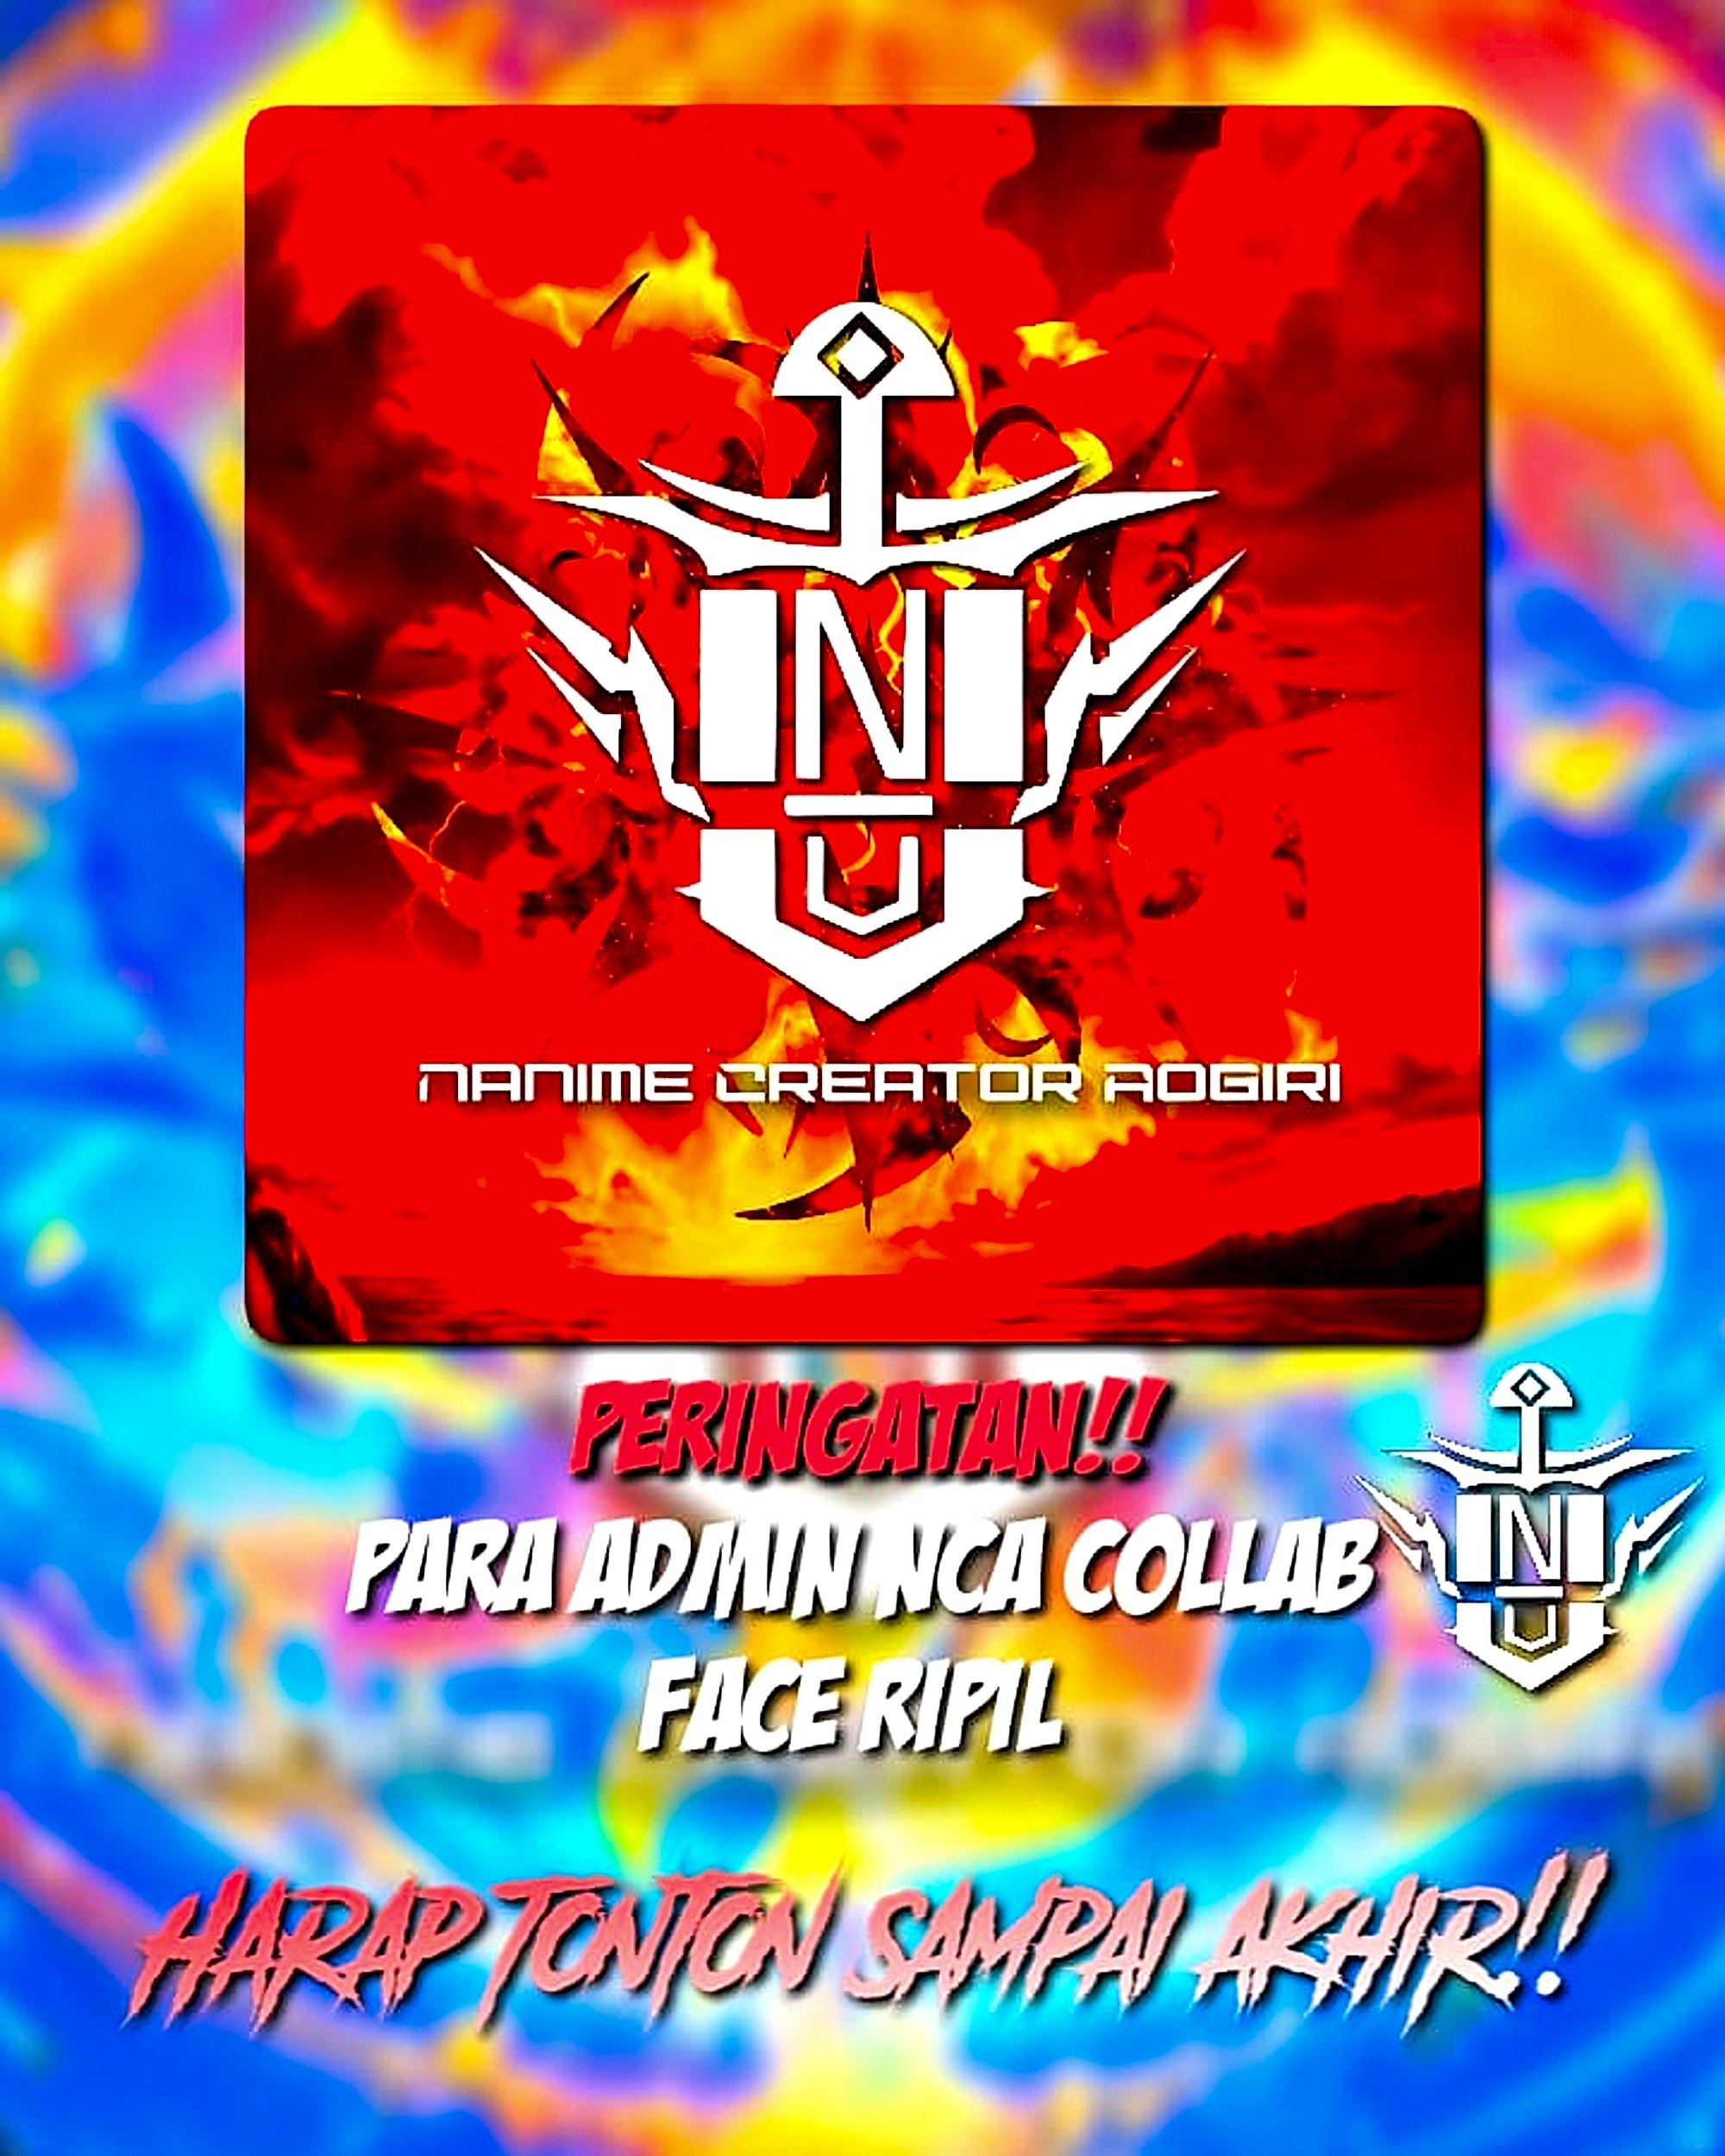 N
U
NANIME CREATOR AOGIRI
PERINGATAN!!
PARA ADMIN NCA COLLAB
N
U
FACE RIPIL
HARAP TONTON SAMPAI AKHIR!!